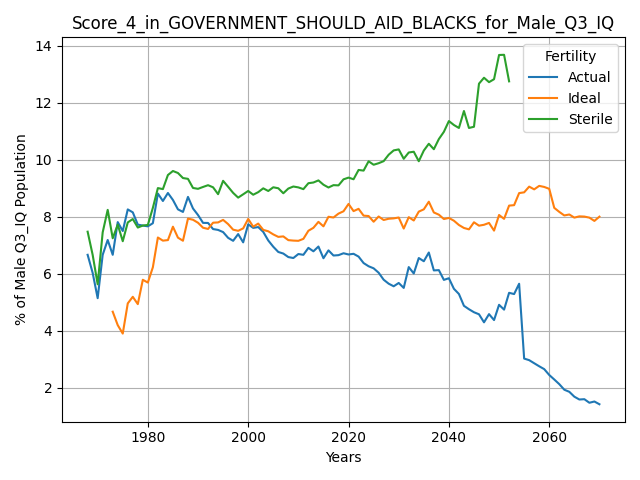 Score_4_in_GOVERNMENT_SHOULD_AID_BLACKS_for_Male_Q3_IQ
% of Male Q3_IQ Population
14
12
10
8
6
4
2
Fertility
Actual
Ideal
Sterile
1980
2000
2020
2040
2060
Years